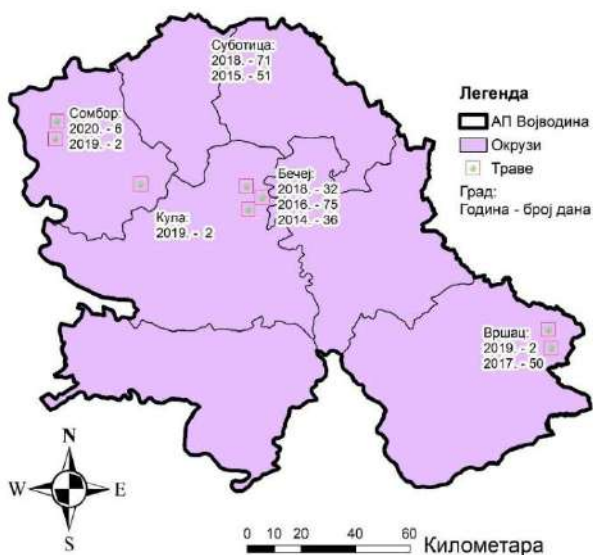 Суботица:
2018. - 71
2015. - 51
Сомбор:
2020. - 6
2019. - 2
Бечеј:
2018. - 32
2016. - 75
2014. - 36
Кула:
2019. - 2
Вршац:
2019. - 2
2017. - 50
Легенда
АП Војводина
Окрузи
Траве
Град:
Година - број дана
N
W
E
S
0 10 20 40 60
Километара